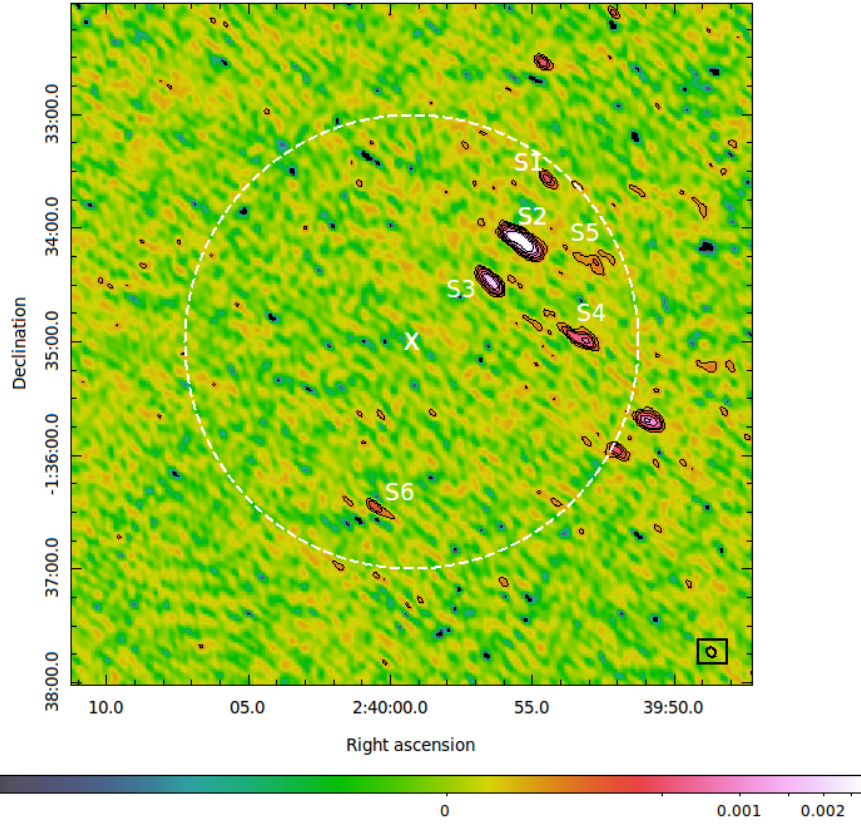 33:00.0
S1
S2
34:00.0
S5
S3
S4
Declination
35:00.0
X
-1:36:00.0
S6
37:00.0
38:00.0
10.0 05.0 2:40:00.0 55.0 39:50.0
Right ascension
0 0.001 0.002